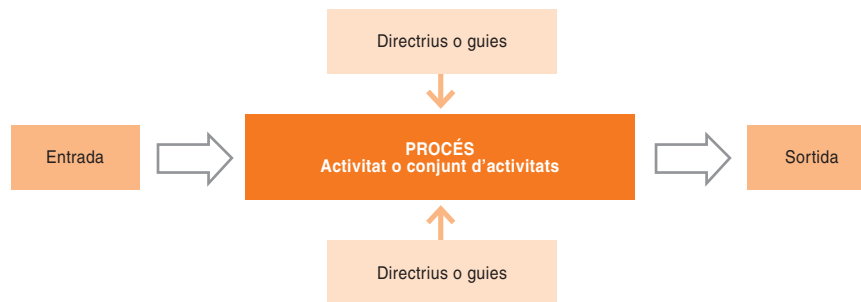 Directrius o guies
Entrada
PROCÉS
Activitat o conjunt d'activitats
Sortida
Directrius o guies